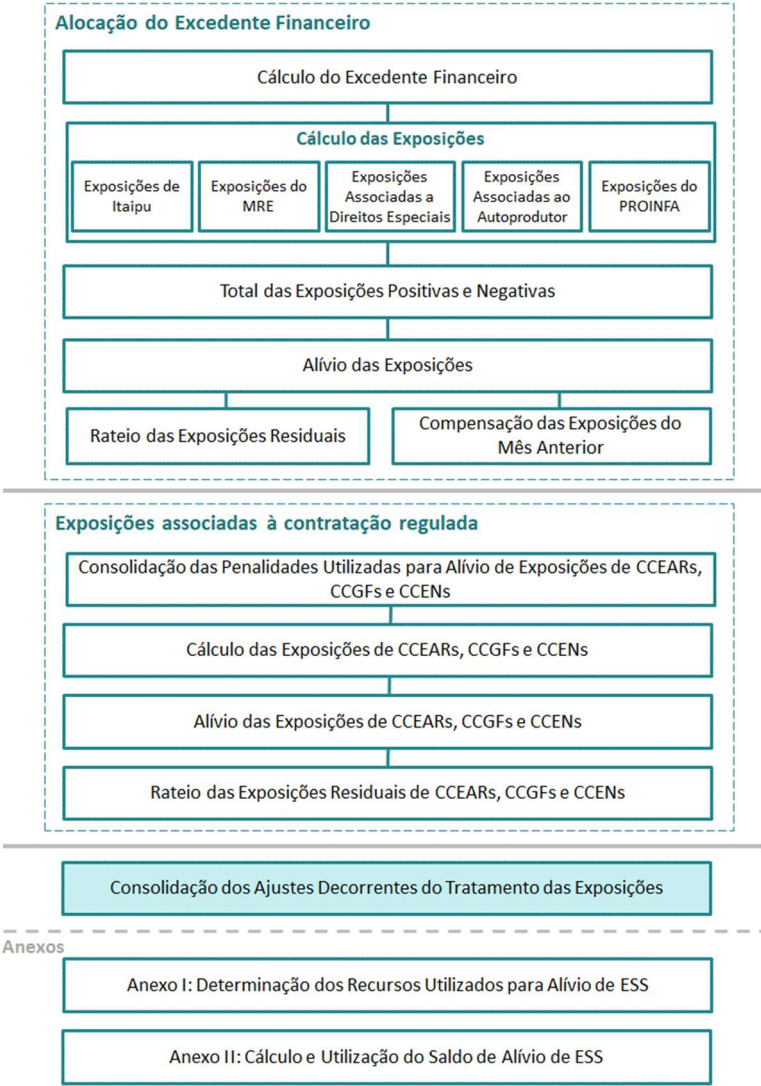 Alocação do Excedente Financeiro
Cálculo do Excedente Financeiro
Cálculo das Exposições
Exposições de
Itaipu
Exposições do
MRE
Exposições
Associadas a
Direitos Especiais
Exposições
Associadas ao
Autoprodutor
Exposições do
PROINFA
Total das Exposições Positivas e Negativas
Alívio das Exposições
Rateio das Exposições Residuais
Compensação das Exposições do
Mês Anterior
Exposições associadas à contratação regulada
Consolidação das Penalidades Utilizadas para Alívio de Exposições de CCEARs,
CCGFs e CCENs
Cálculo das Exposições de CCEARs, CCGFs e CCENs
Alívio das Exposições de CCEARs, CCGFs e CCENs
Rateio das Exposições Residuais de CCEARs, CCGFs e CCENs
Consolidação dos Ajustes Decorrentes do Tratamento das Exposições
Anexos
Anexo I: Determinação dos Recursos Utilizados para Alívio de ESS
Anexo II: Cálculo e Utilização do Saldo de Alívio de ESS